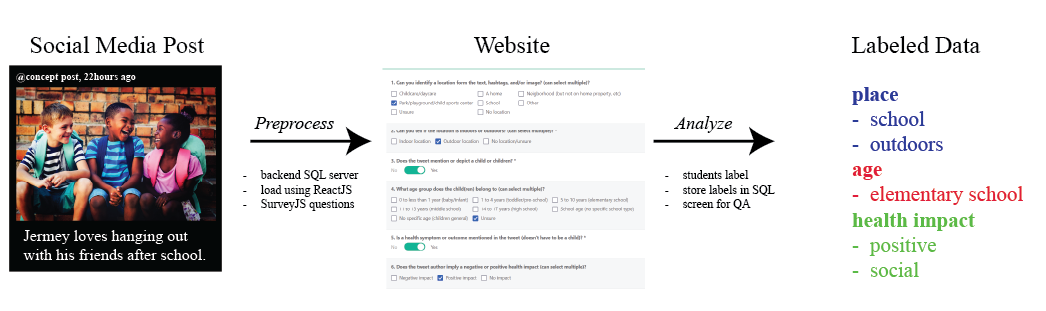 Social Media Post
Website
Labeled Data
@concept post, 22hours ago
Jermey loves hanging out
with his friends after school.
Preprocess
- backend SQL server
- load using ReactJS
- SurveyJS questions
1. Can you identify a location form the text, hashtags, and/or image? (can select multiple)?
Childcare/daycare
A home
Neighborhood (but not on home property, etc)
Park/playground/child sports center
School
Other
Unsure
No location
2. Can you tell if the location is indoors or outdoors? (can select multiple)? *
Indoor location
Outdoor location
No location/unsure
3. Does the tweet mention or depict a child or children? *
No
Yes
4. What age group does the child(ren) belong to (can select multiple)?
0 to less than 1 year (baby/infant)
1 to 4 years (toddler/pre-school)
5 to 10 years (elementary school)
(middle school)
(high school)
School age (no specific school type)
No specific age (children general)
Unsure
5. Is a health symptom or outcome mentioned in the tweet (doesn't have to be a child)? *
No
Yes
6. Does the tweet author imply a negative or positive health impact (can select multiple)?
Negative impact
Positive impact
No impact
Analyze
- students label
- store labels in SQL
- screen for QA
place
- school
- outdoors
age
- elementary school
health impact
- positive
- social